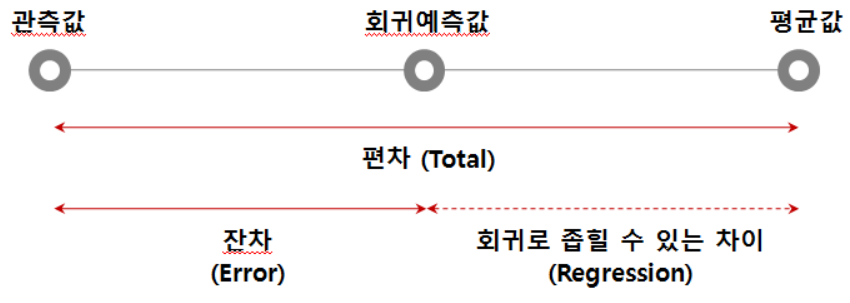 관측값 회귀예측값 평균값
편차 (Total)
잔차 회귀로 좁힐 수 있는 차이
(Error) (Regression)